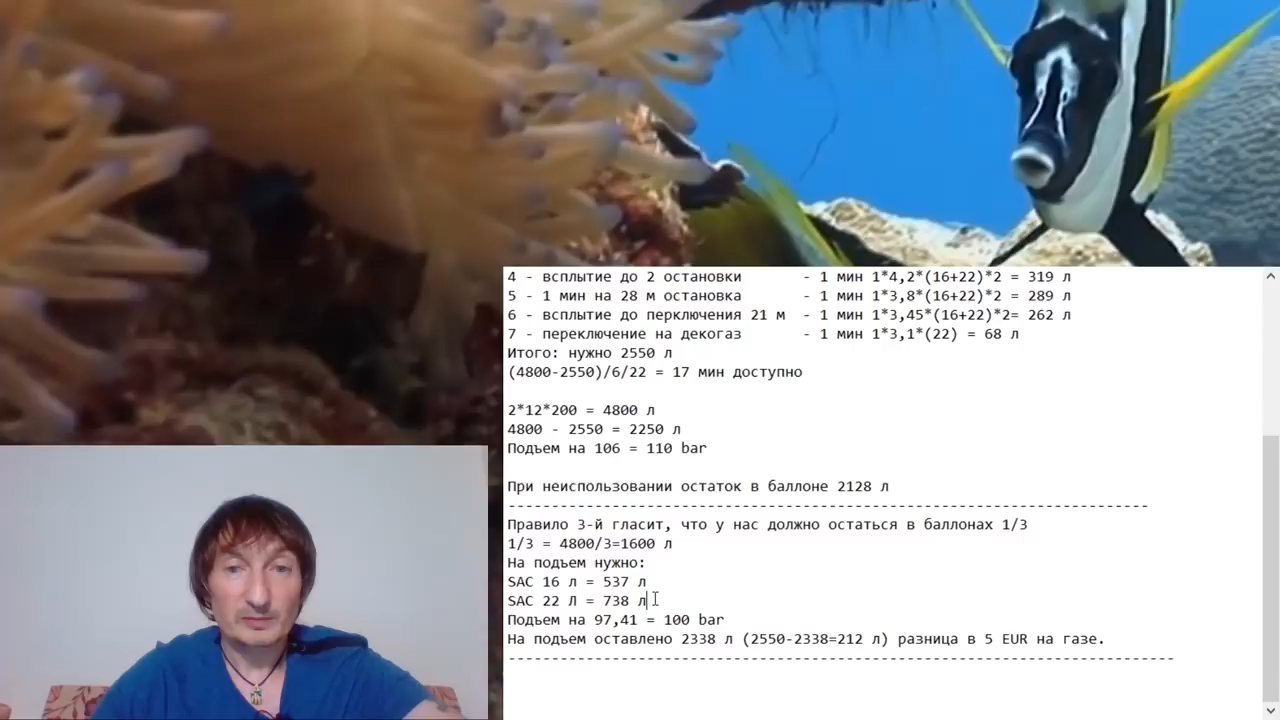 4 - всплытие до 2 остановки - 1 мин 1*4,2*(16+22)*2 = 319 л
5 - 1 мин на 28 м остановка - 1 мин 1*3,8*(16+22)*2 = 289 л
6 - всплытие до перключения 21 м - 1 мин 1*3,45*(16+22)*2= 262 л
7 - переключение на декогаз - 1 мин 1*3,1*(22) = 68 л
Итого: нужно 2550 л
(4800-2550)/6/22 = 17 мин доступно
2*12*200 = 4800 л
4800 - 2550 = 2250 л
Подъем на 106 = 110 bar
При неиспользовании остаток в баллоне 2128 л
--------------------------------------------------------------------------
Правило 3-й гласит, что у нас должно остаться в баллонах 1/3
1/3 = 4800/3=1600 л
На подъем нужно:
SAC 16 л = 537 л
SAC 22 Л = 738 л
Подъем на 97,41 = 100 bar
На подъем оставлено 2338 л (2550-2338=212 л) разница в 5 EUR на газе.
-----------------------------------------------------------------------------